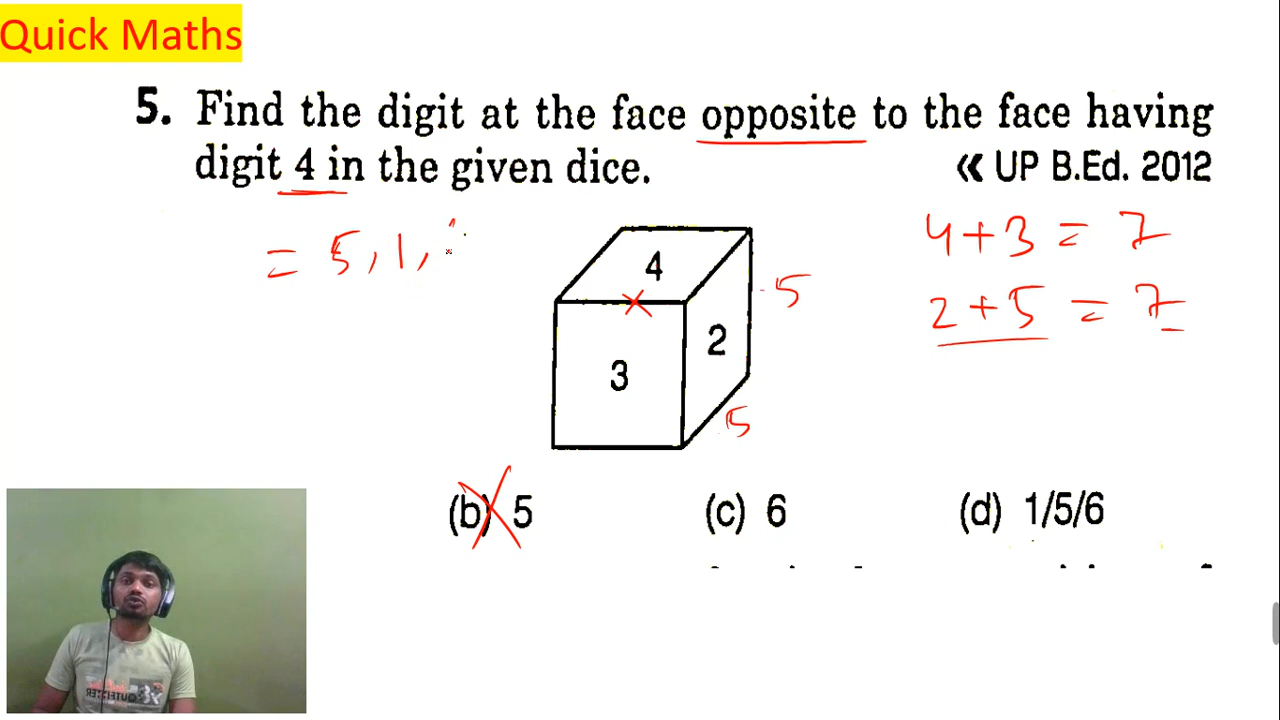 Quick Maths
5. Find the digit at the face opposite to the face having
digit 4 in the given dice.
« UP B.Ed. 2012
= 5, 1,
4
3
2
5
5
4 + 3 = 7
2 + 5 = 7
(b) 5
(c) 6
(d) 1/5/6